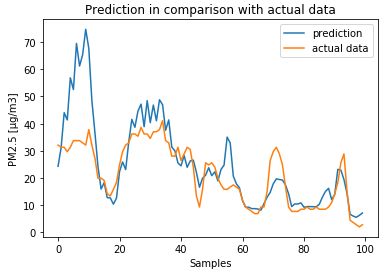 Prediction in comparison with actual data
prediction
actual data
PM2.5 [µg/m3]
70
60
50
40
30
20
10
0
0
20
40
60
80
100
Samples